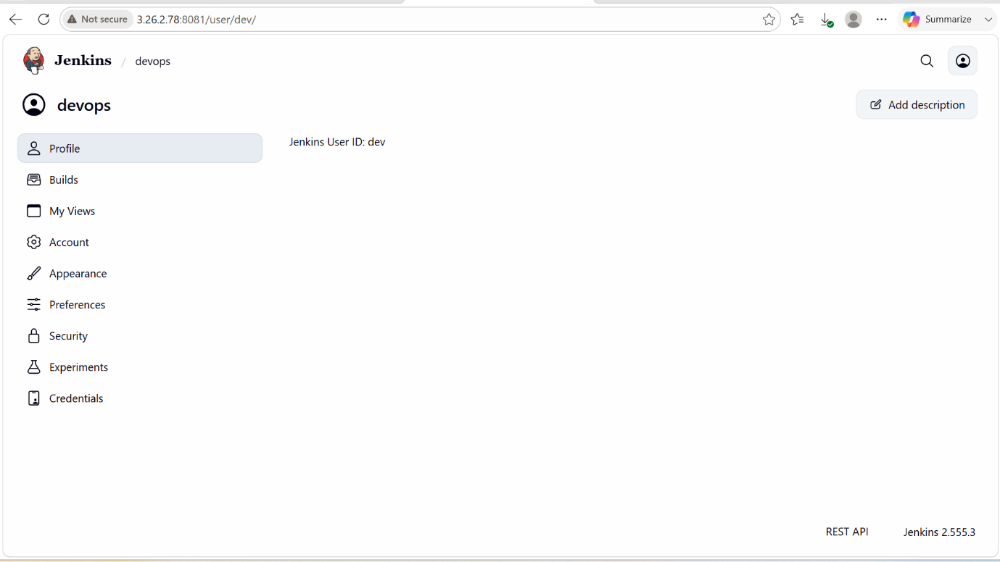 Not secure 3.26.2.78:8081/user/dev/ Summarize
Jenkins / devops
devops
Add description
Profile
Jenkins User ID: dev
Builds
My Views
Account
Appearance
Preferences
Security
Experiments
Credentials
REST API Jenkins 2.555.3